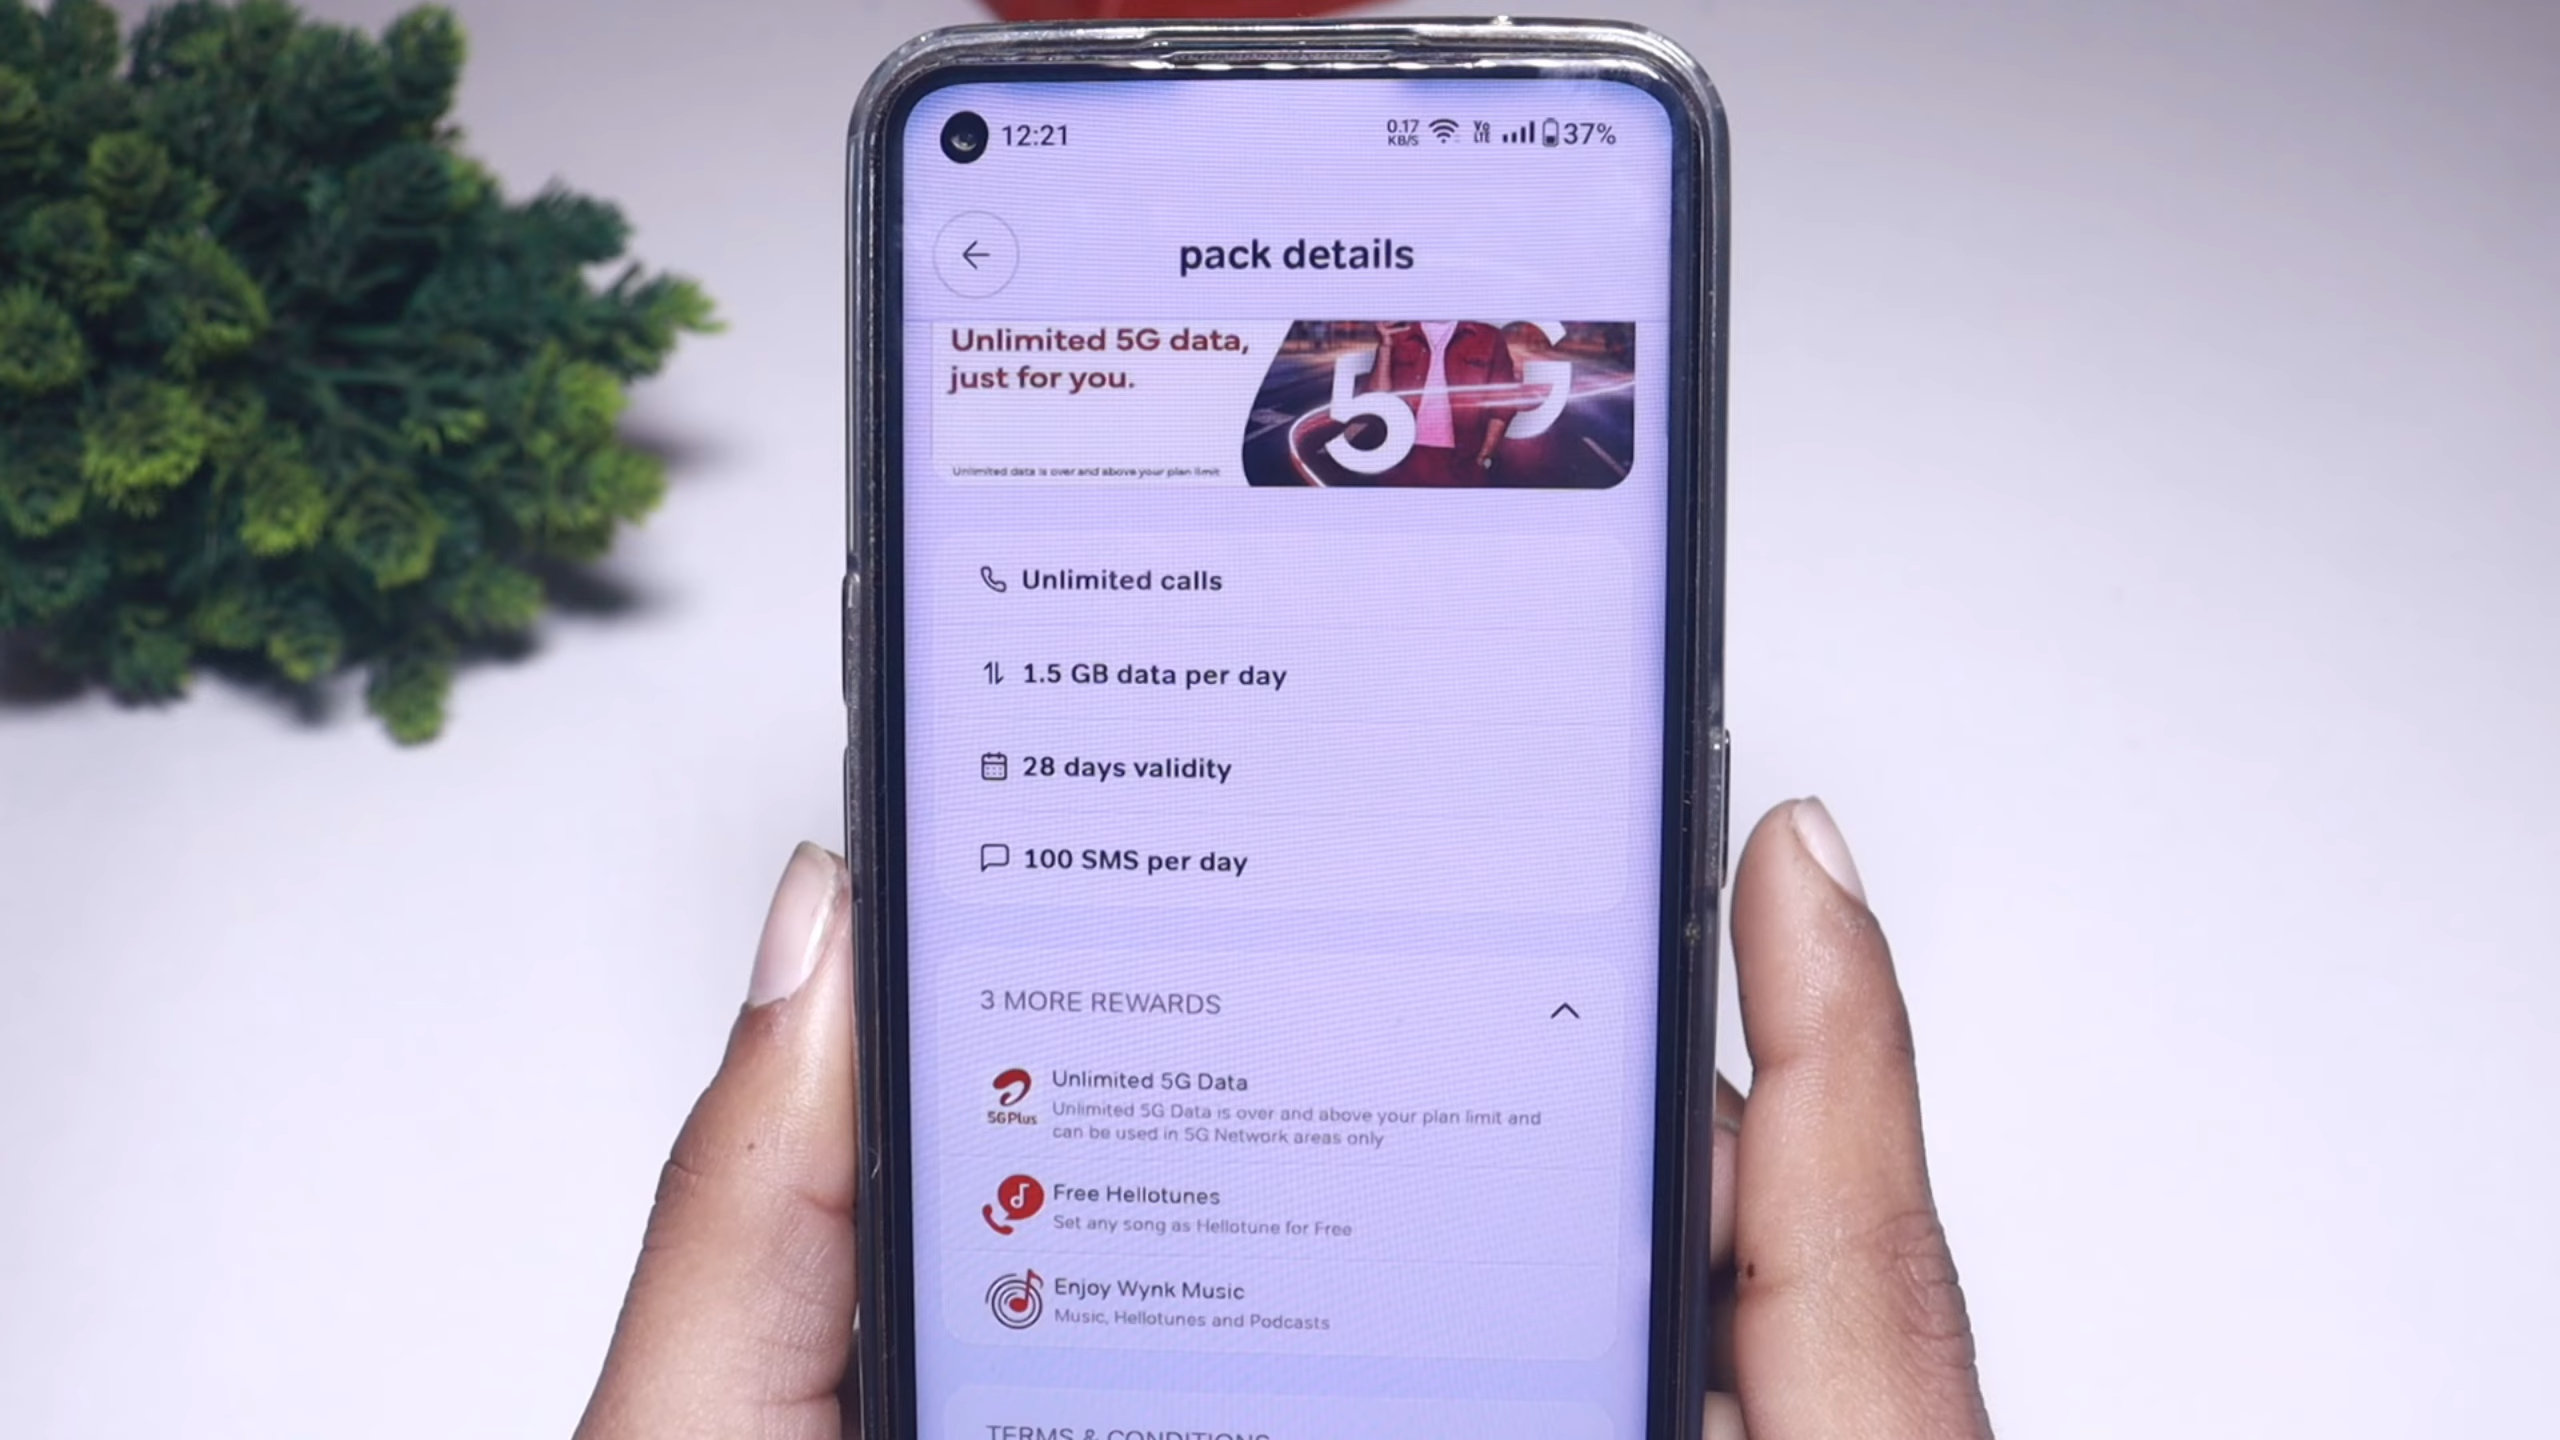 12:21
0.17 KB/S Vo LTE 37%
pack details
Unlimited 5G data,
just for you.
5G
Unlimited data is over and above your plan limit
Unlimited calls
1.5 GB data per day
28 days validity
100 SMS per day
3 MORE REWARDS
Unlimited 5G Data
5G Plus
Unlimited 5G Data is over and above your plan limit and
can be used in 5G Network areas only
Free Hellotunes
Set any song as Hellotune for Free
Enjoy Wynk Music
Music, Hellotunes and Podcasts
TERMS & CONDITIONS